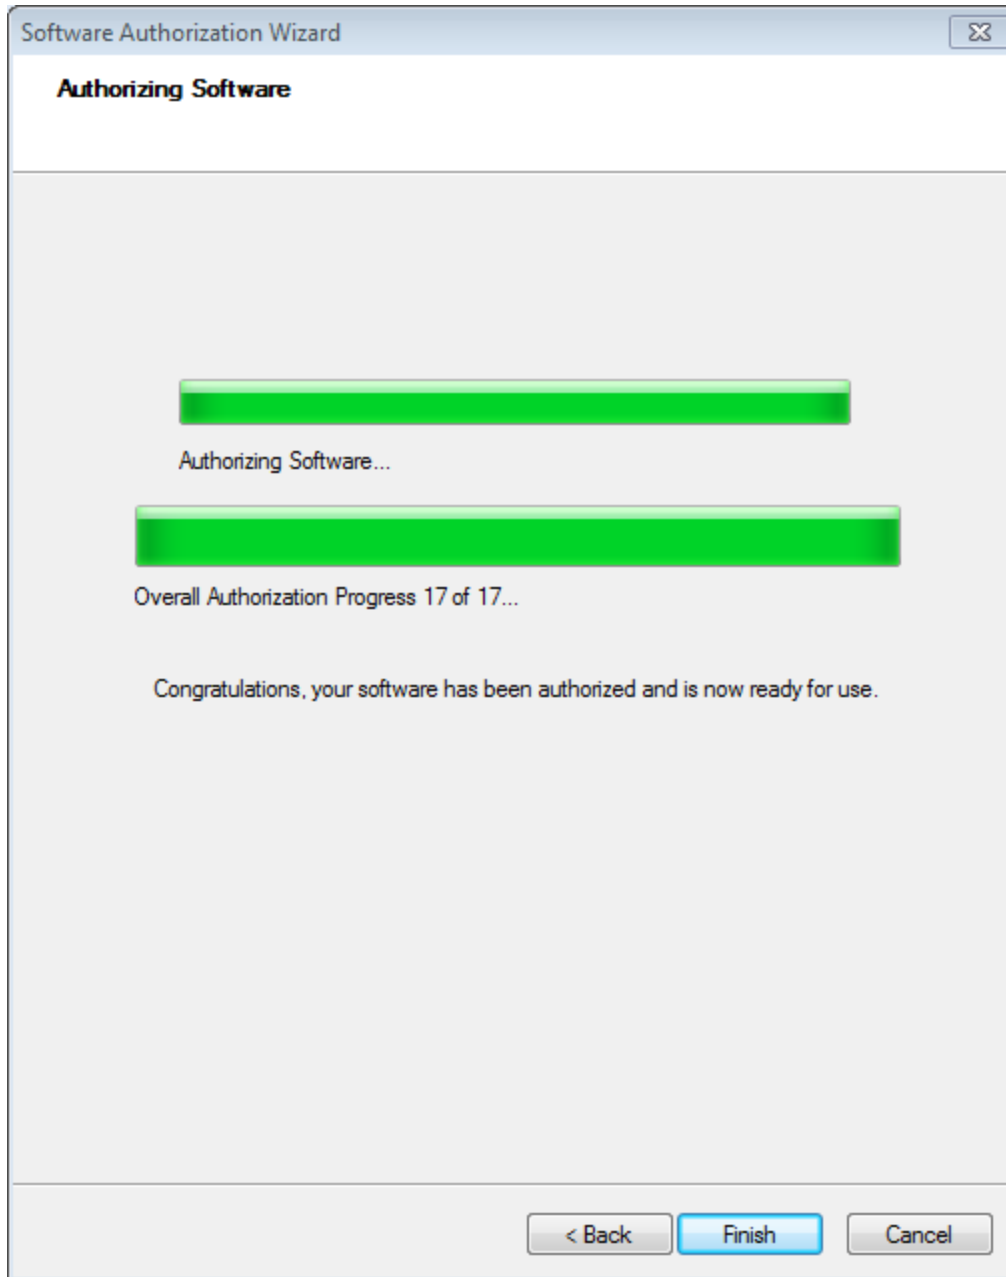 Software Authorization Wizard
Authorizing Software
Authorizing Software...
Overall Authorization Progress 17 of 17...
Congratulations, your software has been authorized and is now ready for use.
< Back Finish Cancel